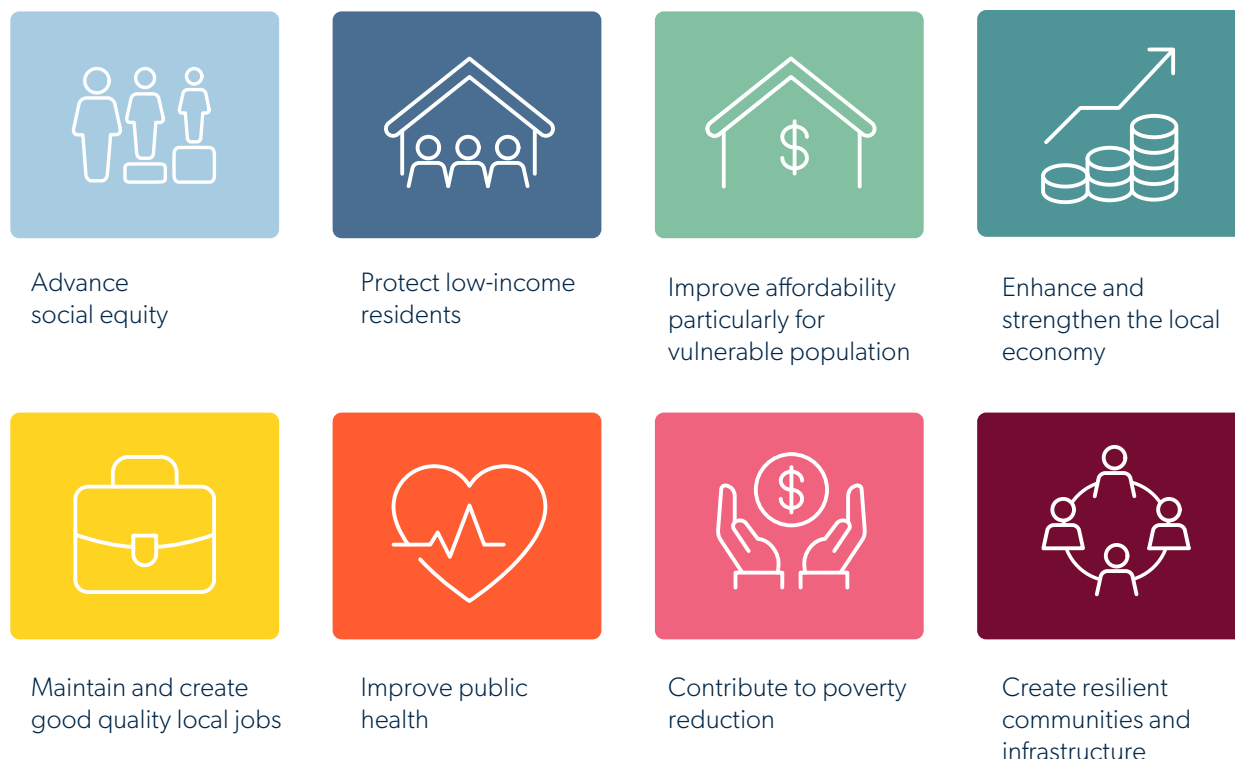 Advance
social equity
Protect low-income
residents
Improve affordability
particularly for
vulnerable population
Enhance and
strengthen the local
economy
Maintain and create
good quality local jobs
Improve public
health
Contribute to poverty
reduction
Create resilient
communities and
infrastructure
$
$